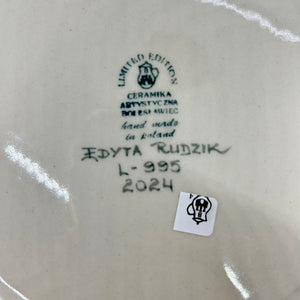 LIMITED EDITION
CERAMIKA
ARTYSTYCZNA
BOLESŁAWIEC
hand made
in Poland
EDYTA RUDZIK
L-995
2024